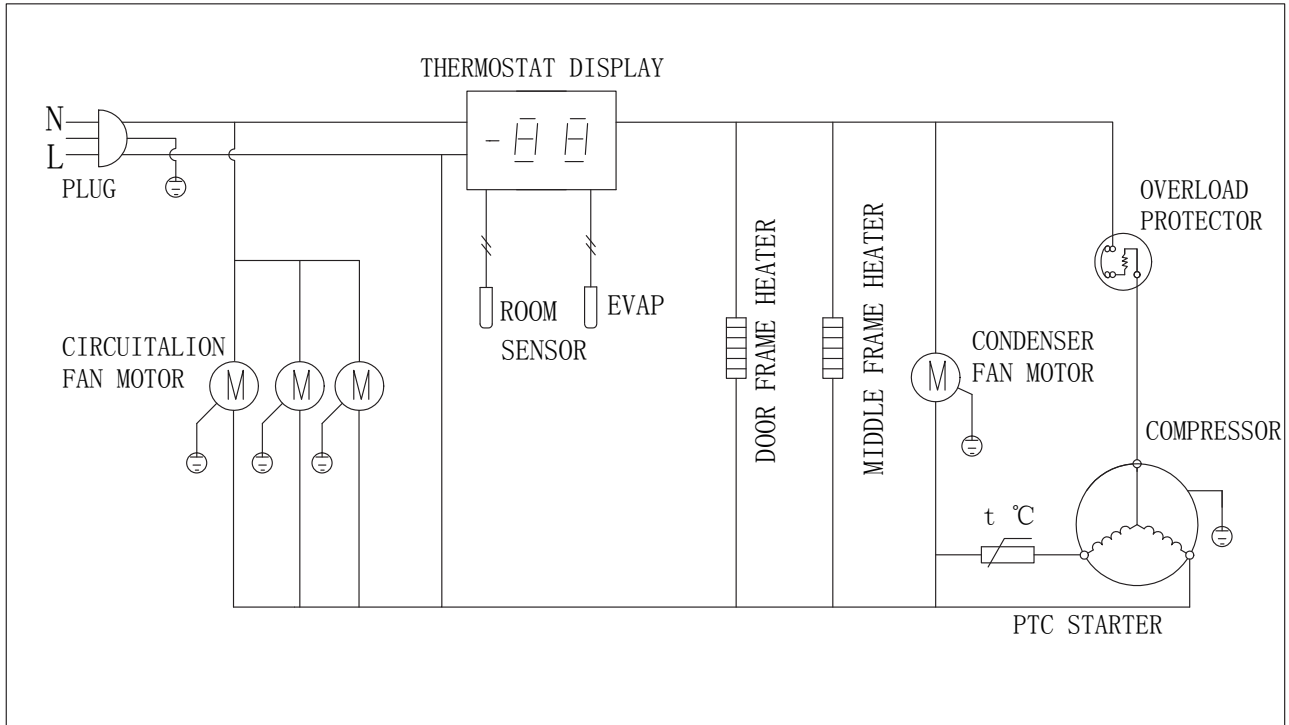 THERMOSTAT DISPLAY
N
L
PLUG
-88
OVERLOAD
PROTECTOR
ROOM
SENSOR
EVAP
DOOR FRAME HEATER
MIDDLE FRAME HEATER
CIRCUITALION
FAN MOTOR
M
M
M
M
CONDENSER
FAN MOTOR
COMPRESSOR
t ℃
PTC STARTER